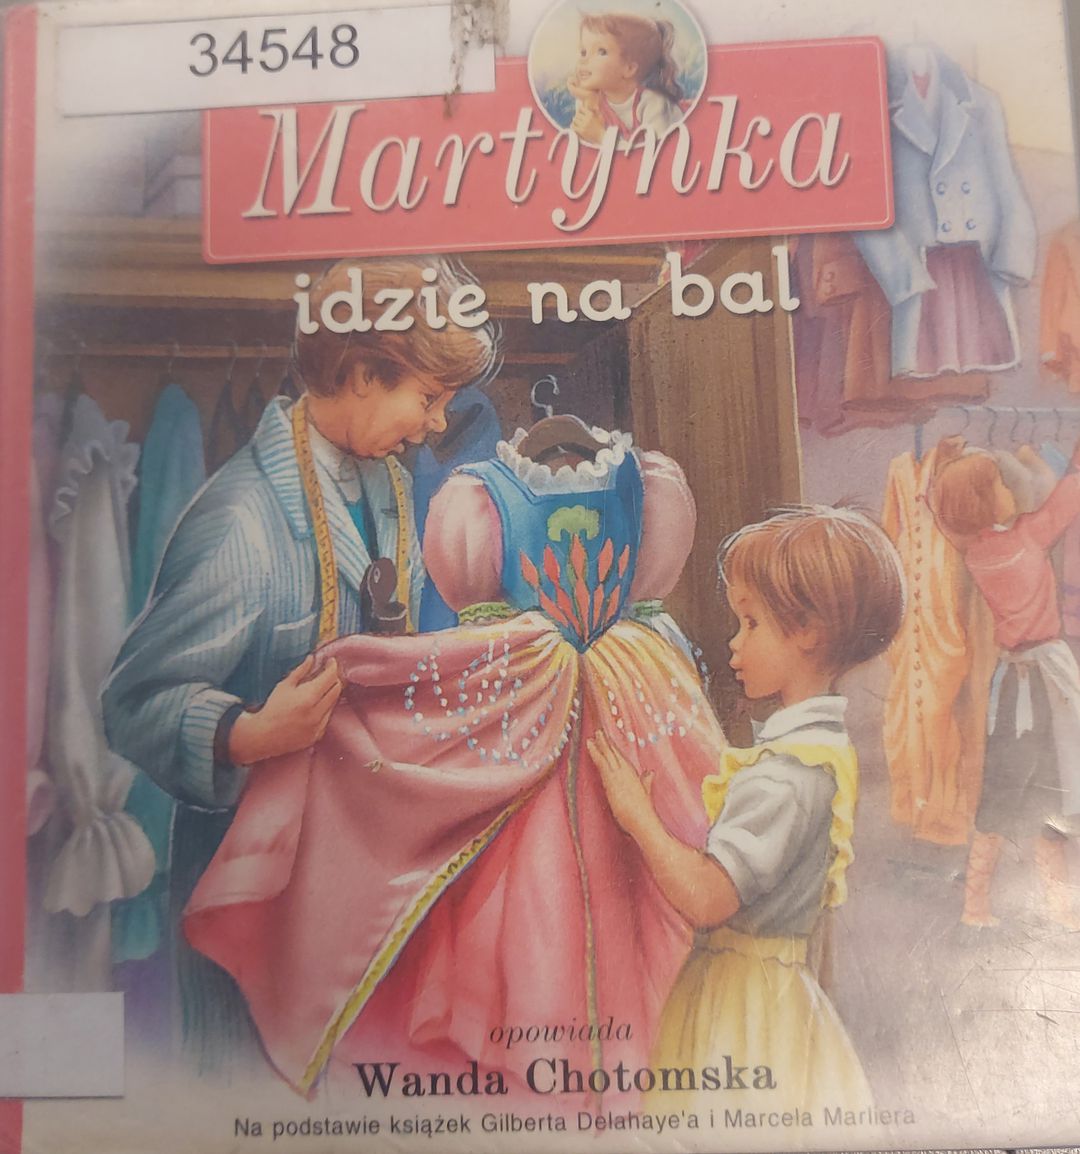 34548
Martynka
idzie na bal
opowiada
Wanda Chotomska
Na podstawie książek Gilberta Delahaye'a i Marcela Marliera